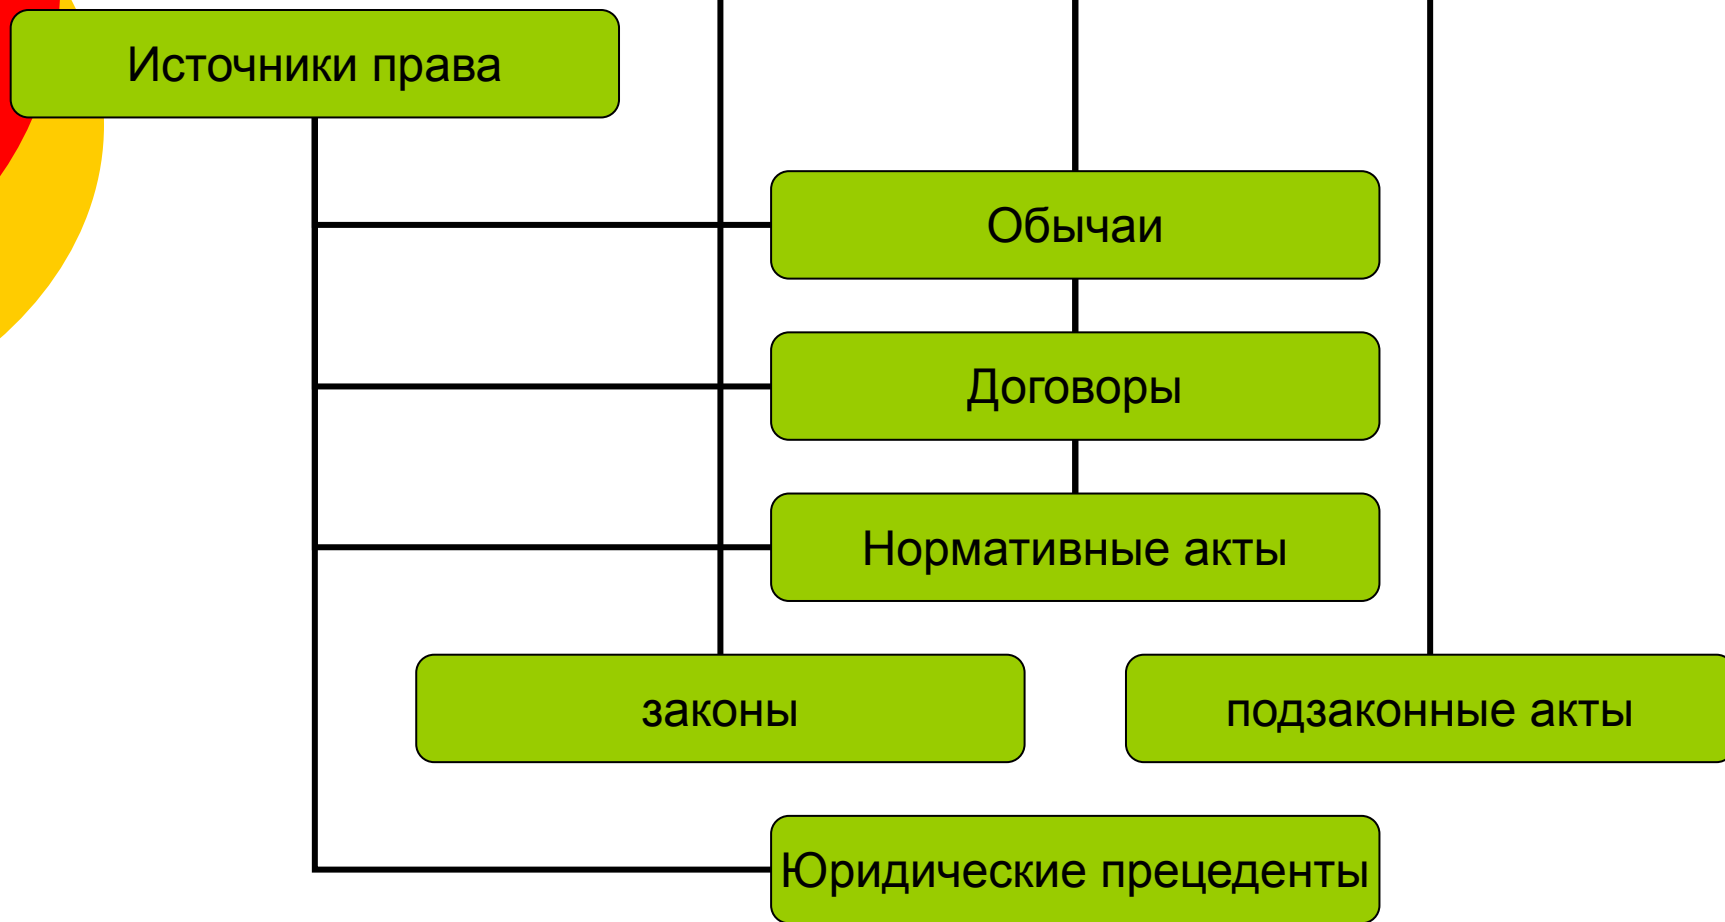 Источники права
Обычаи
Договоры
Нормативные акты
законы
подзаконные акты
Юридические прецеденты